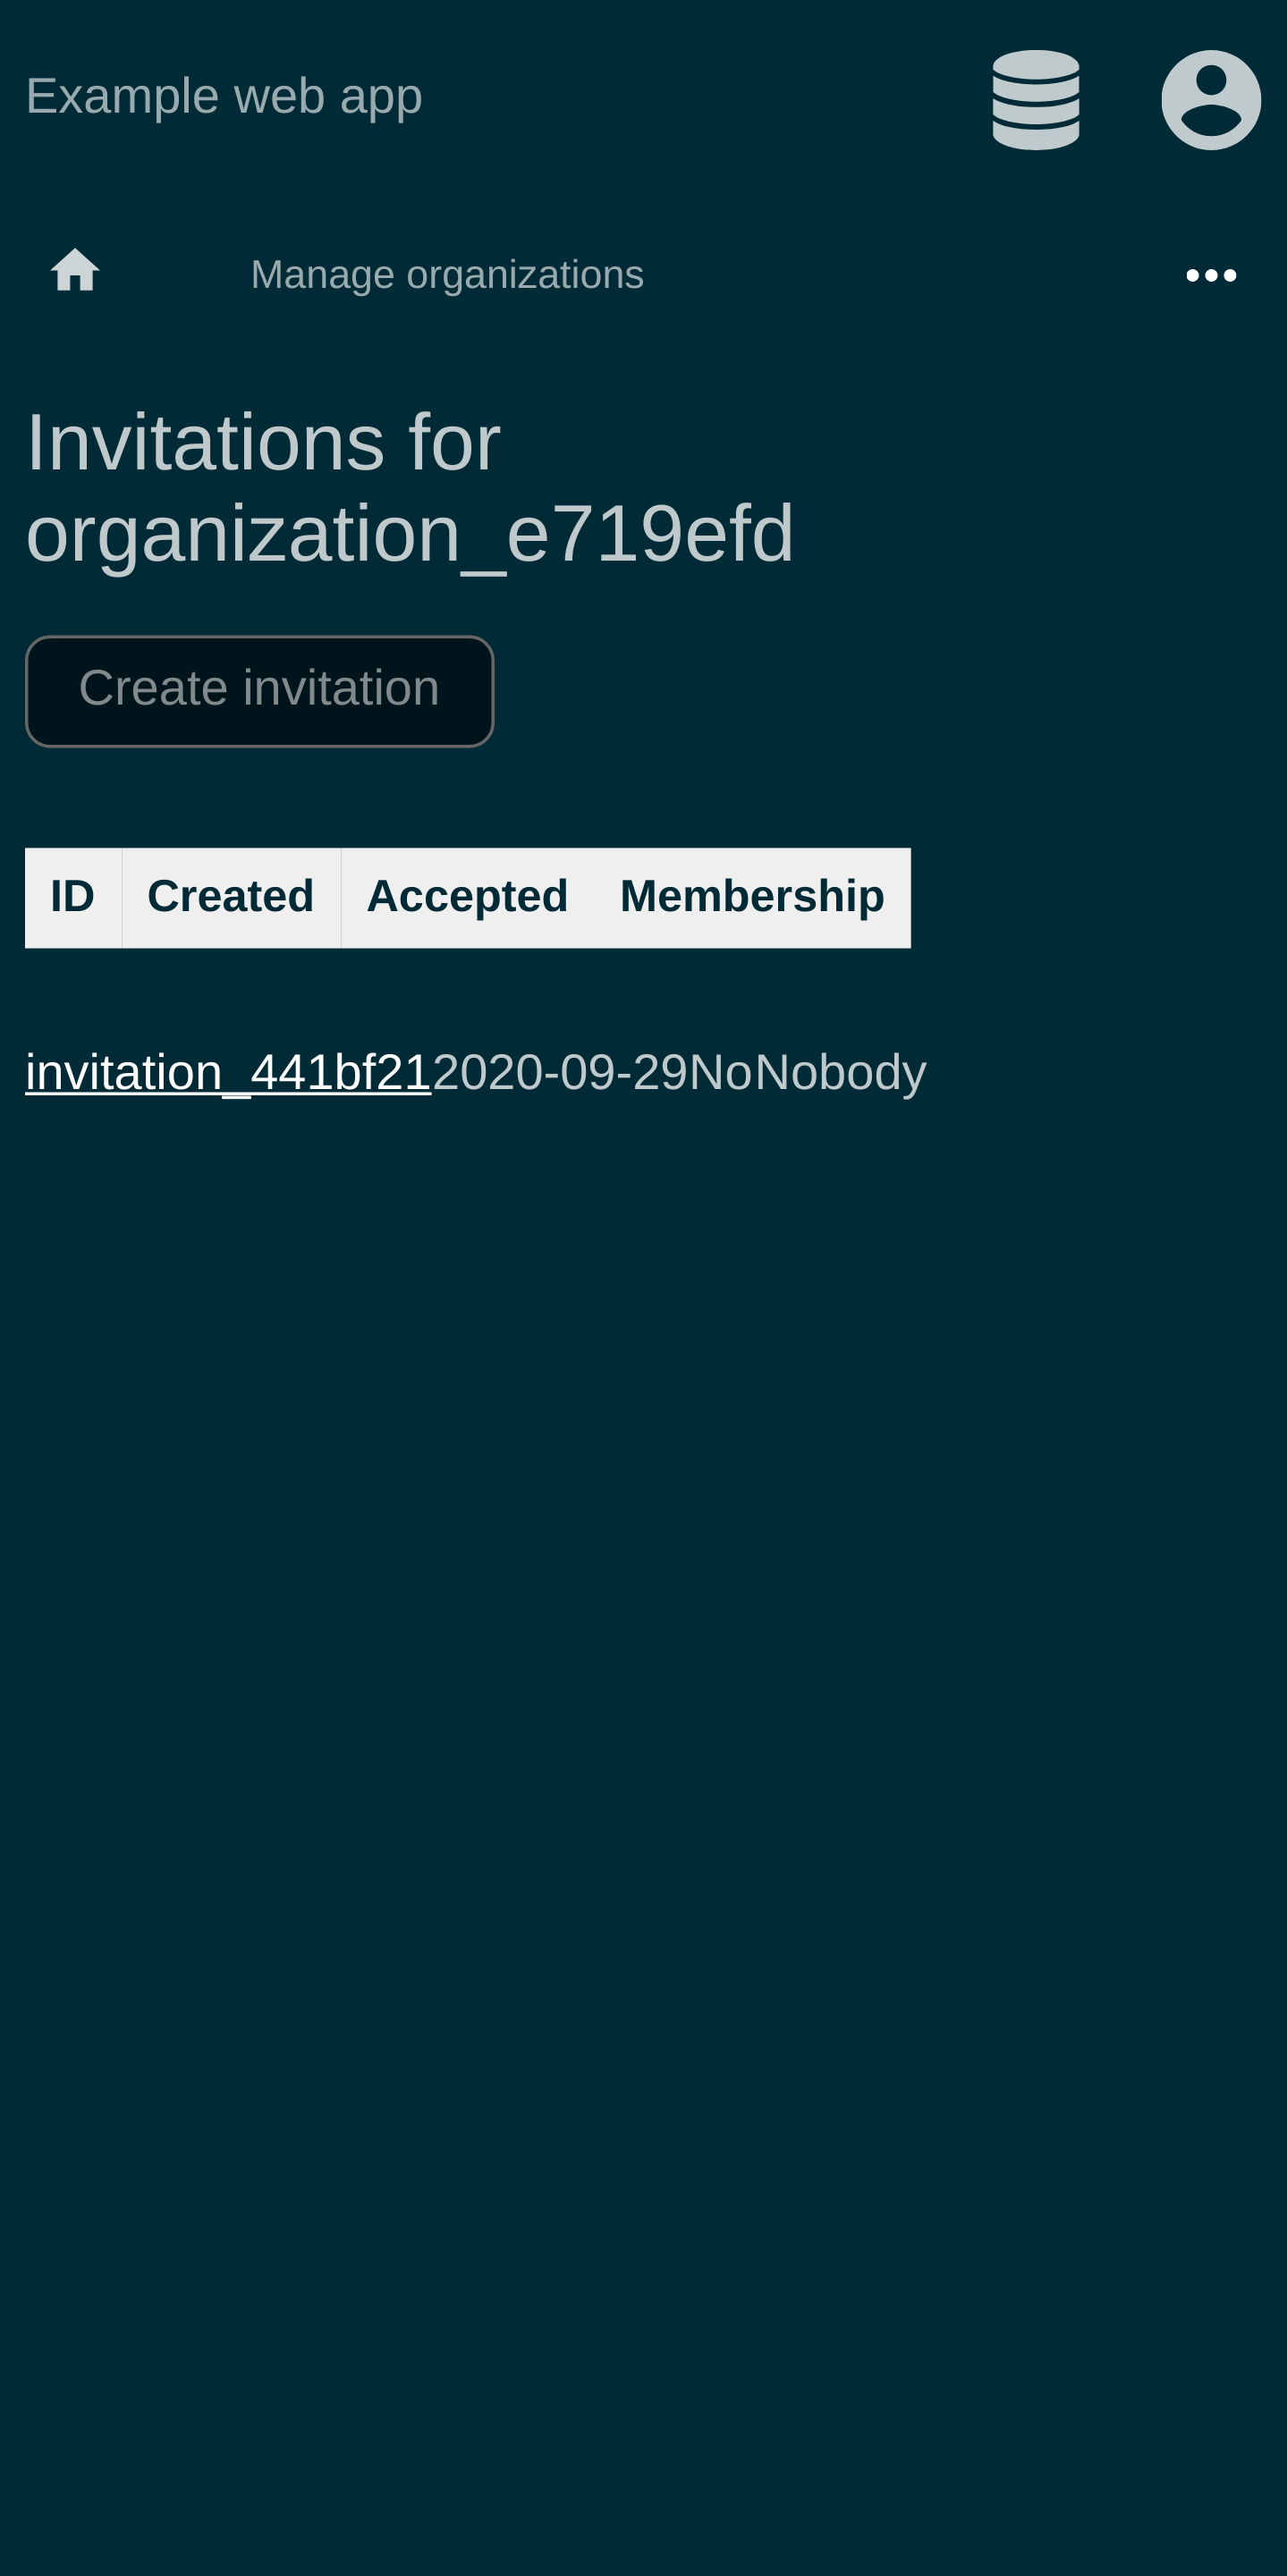 Example web app
Manage organizations
Invitations for
organization_e719efd
Create invitation
ID Created Accepted Membership
invitation_441bf212020-09-29NoNobody